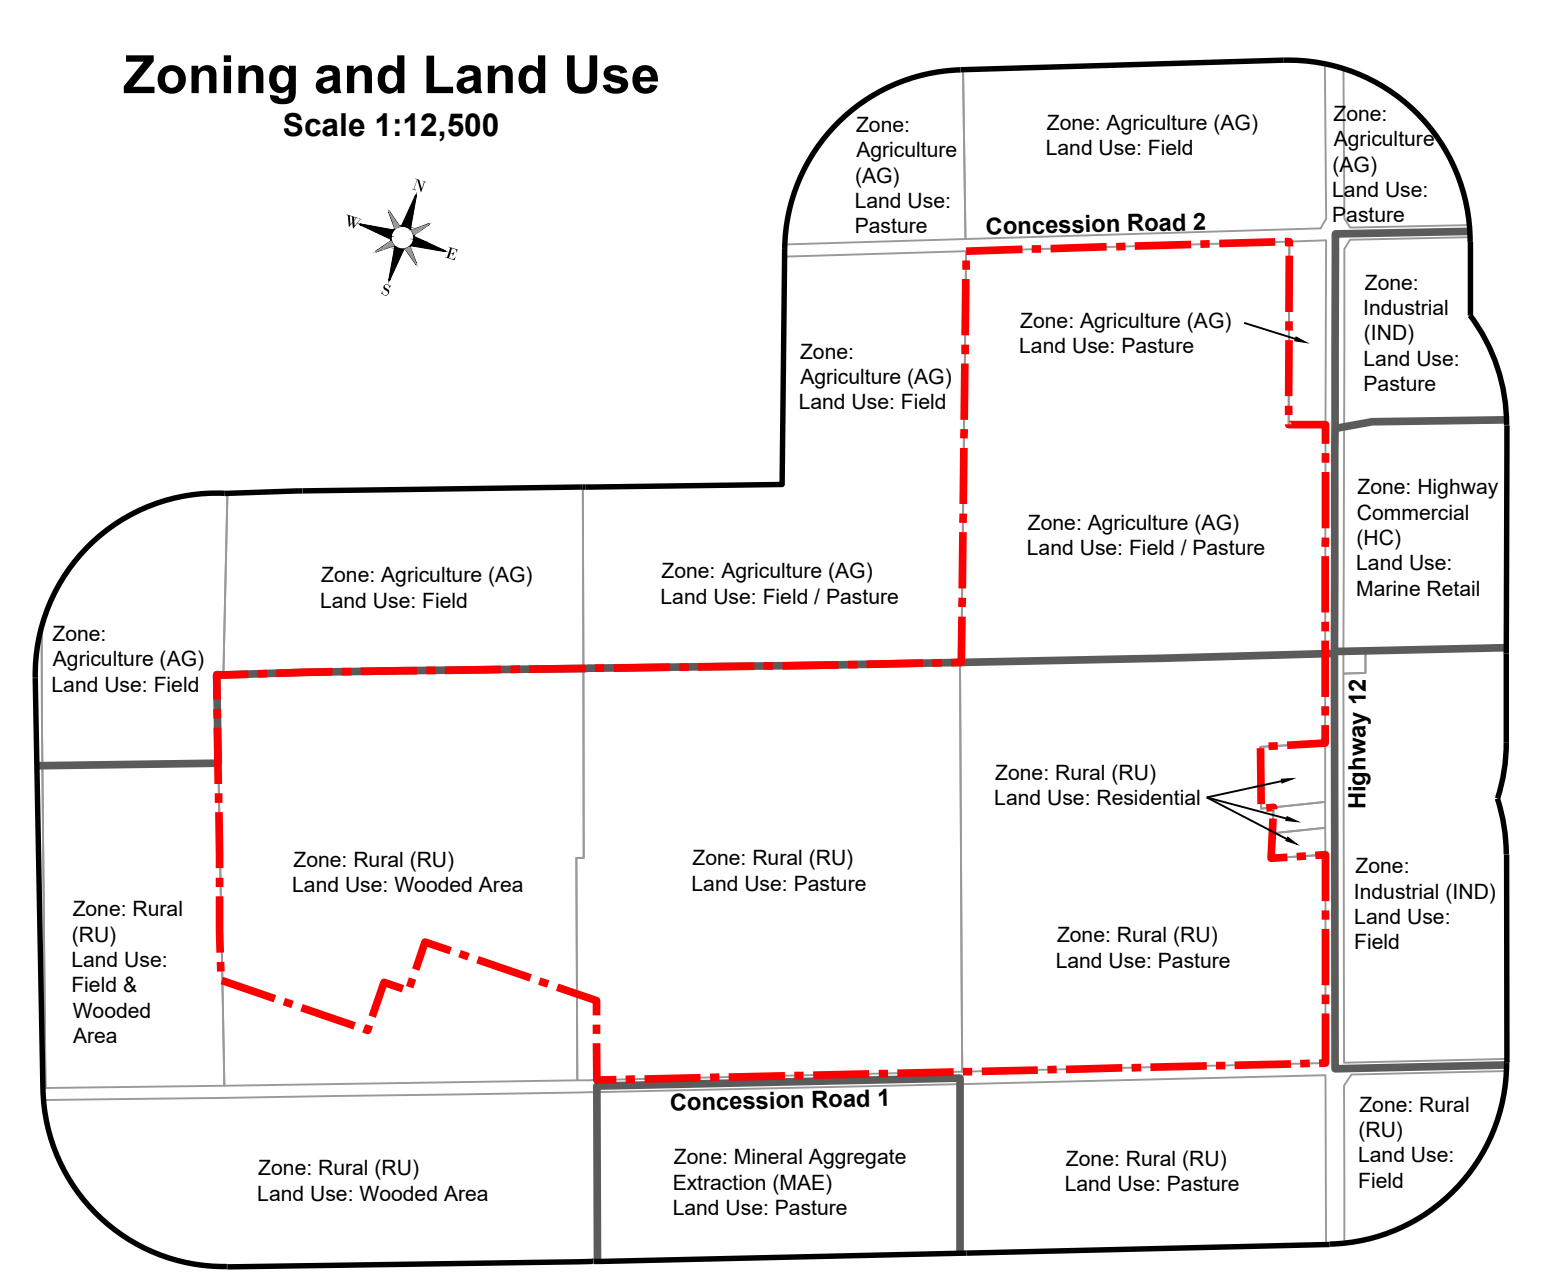 Zoning and Land Use
Scale 1:12,500
N
W
E
S
Zone:
Agriculture
(AG)
Land Use:
Pasture
Zone: Agriculture (AG)
Land Use: Field
Zone:
Agriculture
(AG)
Land Use:
Pasture
Concession Road 2
Zone:
Agriculture (AG)
Land Use: Field
Zone: Agriculture (AG)
Land Use: Pasture
Zone:
Industrial
(IND)
Land Use:
Pasture
Zone: Agriculture (AG)
Land Use: Field / Pasture
Zone: Highway
Commercial
(HC)
Land Use:
Marine Retail
Zone:
Agriculture (AG)
Land Use: Field
Zone: Agriculture (AG)
Land Use: Field
Zone: Agriculture (AG)
Land Use: Field / Pasture
Highway 12
Zone: Rural (RU)
Land Use: Residential
Zone: Rural (RU)
Land Use: Wooded Area
Zone: Rural (RU)
Land Use: Pasture
Zone: Rural (RU)
Land Use: Pasture
Zone:
Industrial (IND)
Land Use:
Field
Zone: Rural
(RU)
Land Use:
Field &
Wooded
Area
Concession Road 1
Zone: Rural (RU)
Land Use: Wooded Area
Zone: Mineral Aggregate
Extraction (MAE)
Land Use: Pasture
Zone: Rural (RU)
Land Use: Pasture
Zone: Rural
(RU)
Land Use:
Field